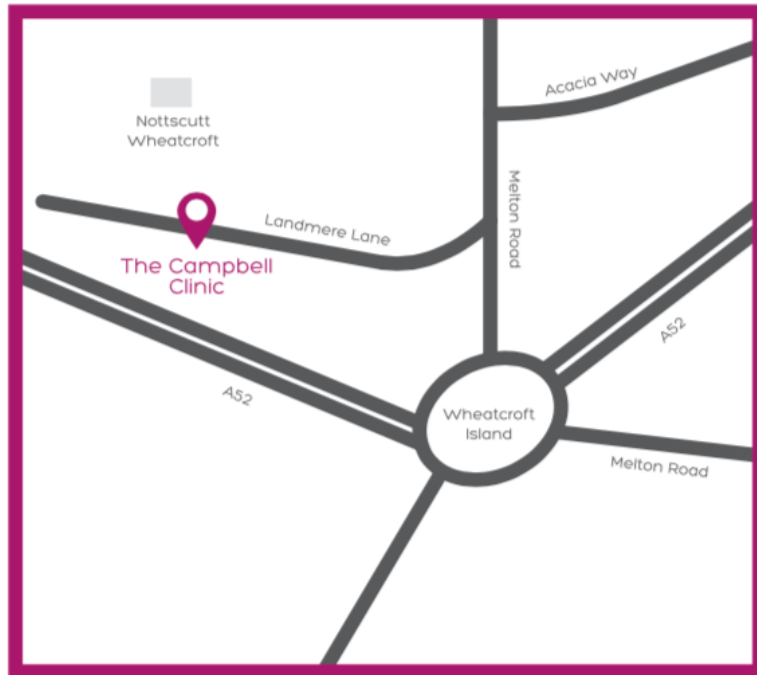 Acacia Way
Nottscutt
Wheatcroft
Melton Road
Landmere Lane
The Campbell
Clinic
A52
A52
Wheatcroft
Island
Melton Road